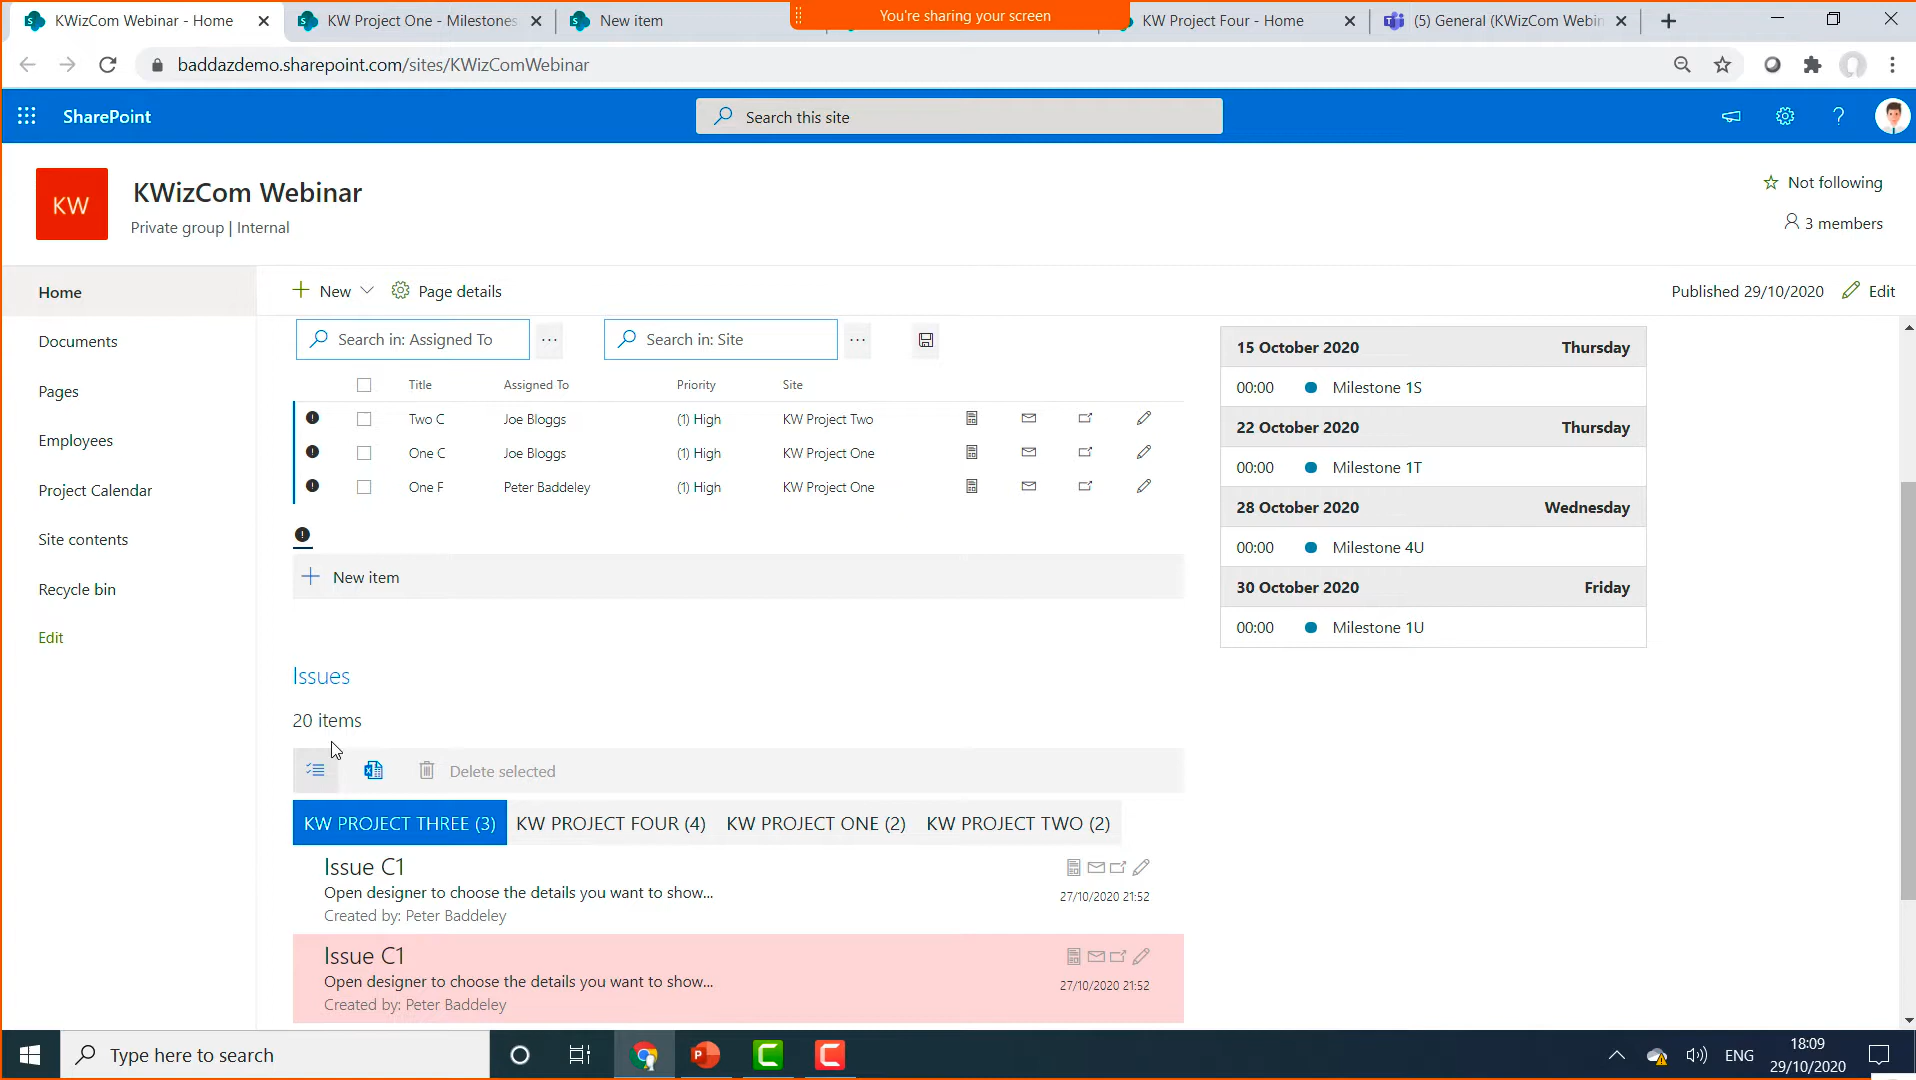 KWizCom Webinar - Home
KW Project One - Milestones
New item
You're sharing your screen
KW Project Four - Home
(5) General (KWizCom Webin
baddazdemo.sharepoint.com/sites/KWizComWebinar
SharePoint
Search this site
KW
KWizCom Webinar
Private group | Internal
Not following
3 members
Home
Documents
Pages
Employees
Project Calendar
Site contents
Recycle bin
Edit
New
Page details
Published 29/10/2020
Edit
Search in: Assigned To
Search in: Site
Title Assigned To Priority Site
Two C Joe Bloggs (1) High KW Project Two
One C Joe Bloggs (1) High KW Project One
One F Peter Baddeley (1) High KW Project One
New item
15 October 2020 Thursday
00:00 Milestone 1S
22 October 2020 Thursday
00:00 Milestone 1T
28 October 2020 Wednesday
00:00 Milestone 4U
30 October 2020 Friday
00:00 Milestone 1U
Issues
20 items
Delete selected
KW PROJECT THREE (3) KW PROJECT FOUR (4) KW PROJECT ONE (2) KW PROJECT TWO (2)
Issue C1
Open designer to choose the details you want to show...
Created by: Peter Baddeley
27/10/2020 21:52
Issue C1
Open designer to choose the details you want to show...
Created by: Peter Baddeley
27/10/2020 21:52
Type here to search
ENG
18:09
29/10/2020